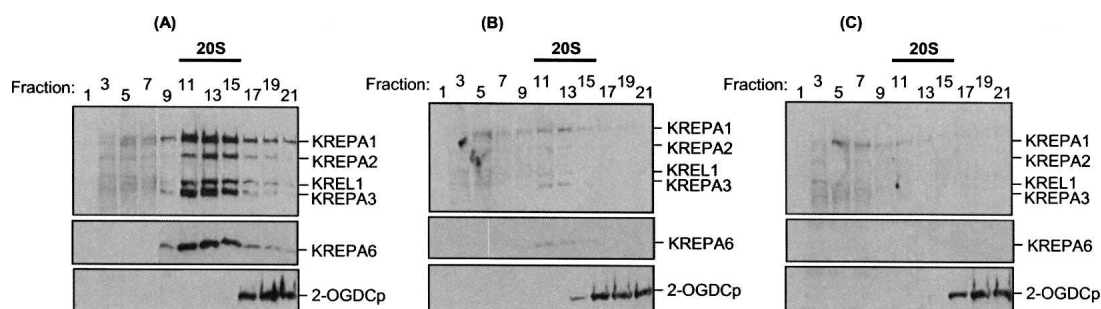 (A) (B) (C)
20S 20S 20S
Fraction: 1 3 5 7 9 11 13 15 17 19 21
KREPA1
KREPA2
KREL1
KREPA3
KREPA6
2-OGDCp
Fraction: 1 3 5 7 9 11 13 15 17 19 21
KREPA1
KREPA2
KREL1
KREPA3
KREPA6
2-OGDCp
Fraction: 1 3 5 7 9 11 13 15 17 19 21
KREPA1
KREPA2
KREL1
KREPA3
KREPA6
2-OGDCp